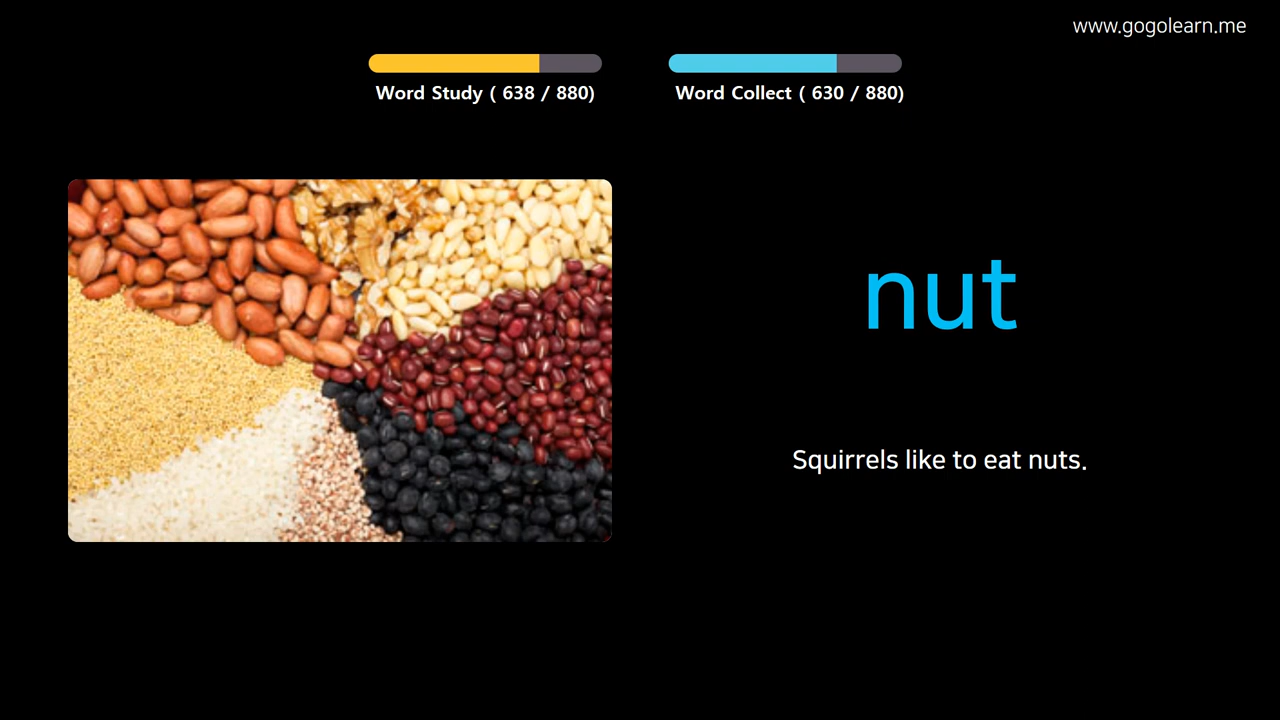 www.gogolearn.me
Word Study ( 638 / 880)
Word Collect ( 630 / 880)
nut
Squirrels like to eat nuts.